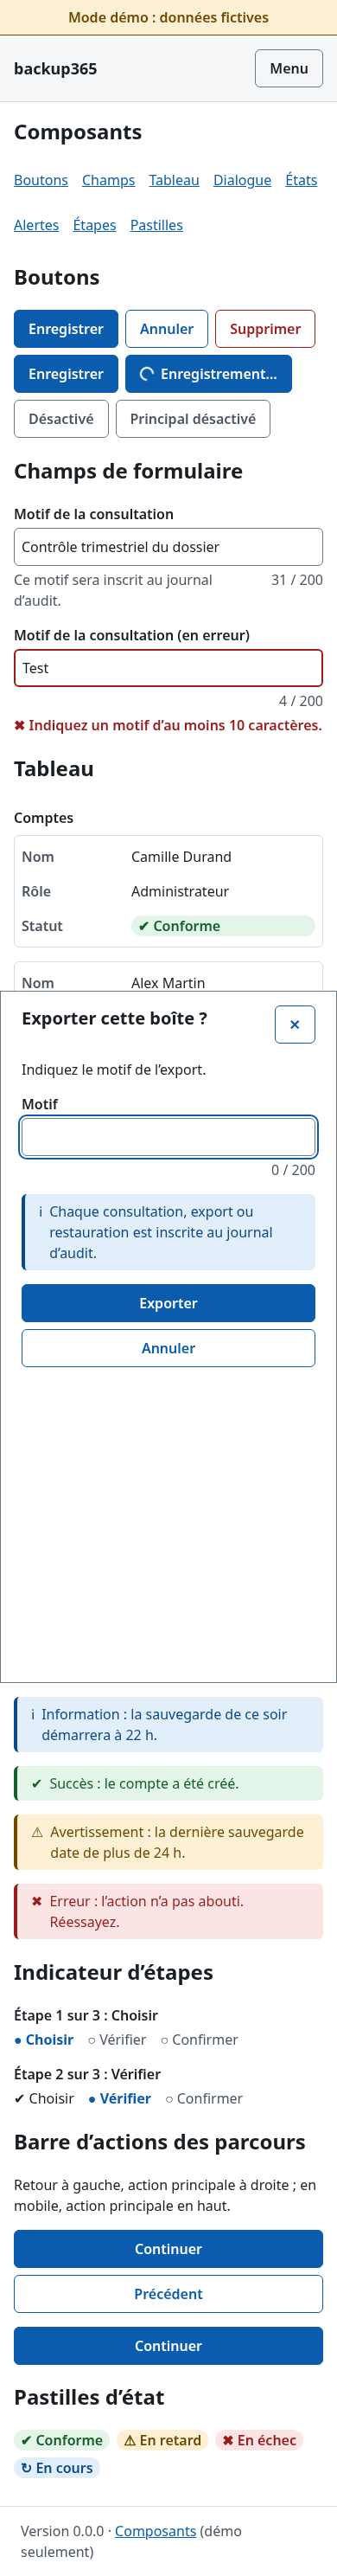 Mode démo : données fictives
backup365
Menu
Composants
Boutons Champs Tableau Dialogue États
Alertes Étapes Pastilles
Boutons
Enregistrer Annuler Supprimer
Enregistrer Enregistrement…
Désactivé Principal désactivé
Champs de formulaire
Motif de la consultation
Contrôle trimestriel du dossier
Ce motif sera inscrit au journal 31 / 200
d’audit.
Motif de la consultation (en erreur)
Test
4 / 200
✖ Indiquez un motif d’au moins 10 caractères.
Tableau
Comptes
Nom Camille Durand
Rôle Administrateur
Statut ✔ Conforme
Nom Alex Martin
Exporter cette boîte ? ✕
Indiquez le motif de l’export.
Motif
0 / 200
i Chaque consultation, export ou
restauration est inscrite au journal
d’audit.
Exporter
Annuler
i Information : la sauvegarde de ce soir
démarrera à 22 h.
✔ Succès : le compte a été créé.
⚠ Avertissement : la dernière sauvegarde
date de plus de 24 h.
✖ Erreur : l’action n’a pas abouti.
Réessayez.
Indicateur d’étapes
Étape 1 sur 3 : Choisir
● Choisir ○ Vérifier ○ Confirmer
Étape 2 sur 3 : Vérifier
✔ Choisir ● Vérifier ○ Confirmer
Barre d’actions des parcours
Retour à gauche, action principale à droite ; en
mobile, action principale en haut.
Continuer
Précédent
Continuer
Pastilles d’état
✔ Conforme ⚠ En retard ✖ En échec
↻ En cours
Version 0.0.0 · Composants (démo
seulement)